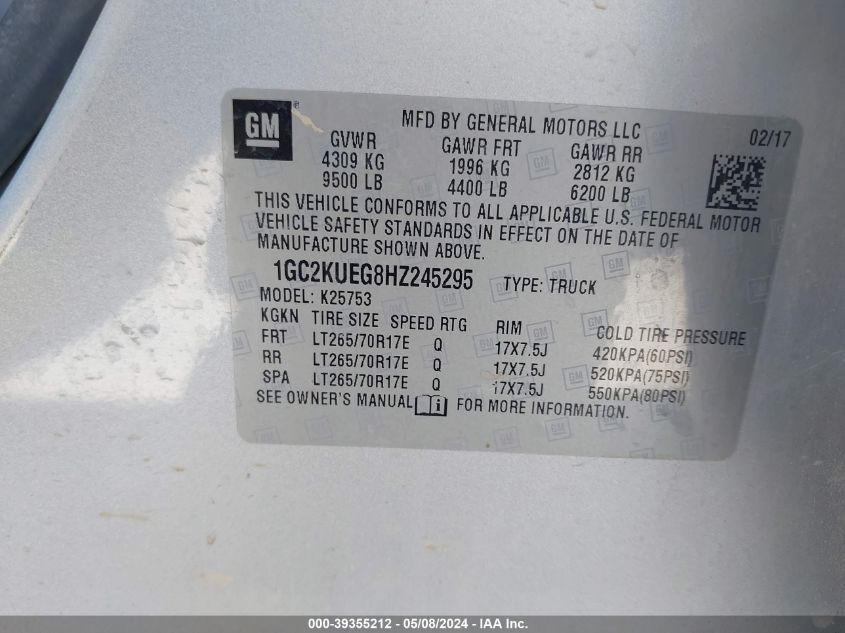 GM
MFD BY GENERAL MOTORS LLC 02/17
GVWR GAWR FRT GAWR RR
4309 KG 1996 KG 2812 KG
9500 LB 4400 LB 6200 LB
THIS VEHICLE CONFORMS TO ALL APPLICABLE U.S. FEDERAL MOTOR
VEHICLE SAFETY STANDARDS IN EFFECT ON THE DATE OF
MANUFACTURE SHOWN ABOVE.
1GC2KUEG8HZ245295 TYPE: TRUCK
MODEL: K25753
KGKN TIRE SIZE SPEED RTG RIM COLD TIRE PRESSURE
FRT LT265/70R17E Q 17X7.5J 420KPA(60PSI)
RR LT265/70R17E Q 17X7.5J 520KPA(75PSI)
SPA LT265/70R17E Q 17X7.5J 550KPA(80PSI)
SEE OWNER'S MANUAL FOR MORE INFORMATION.
000-39355212 - 05/08/2024 - IAA Inc.